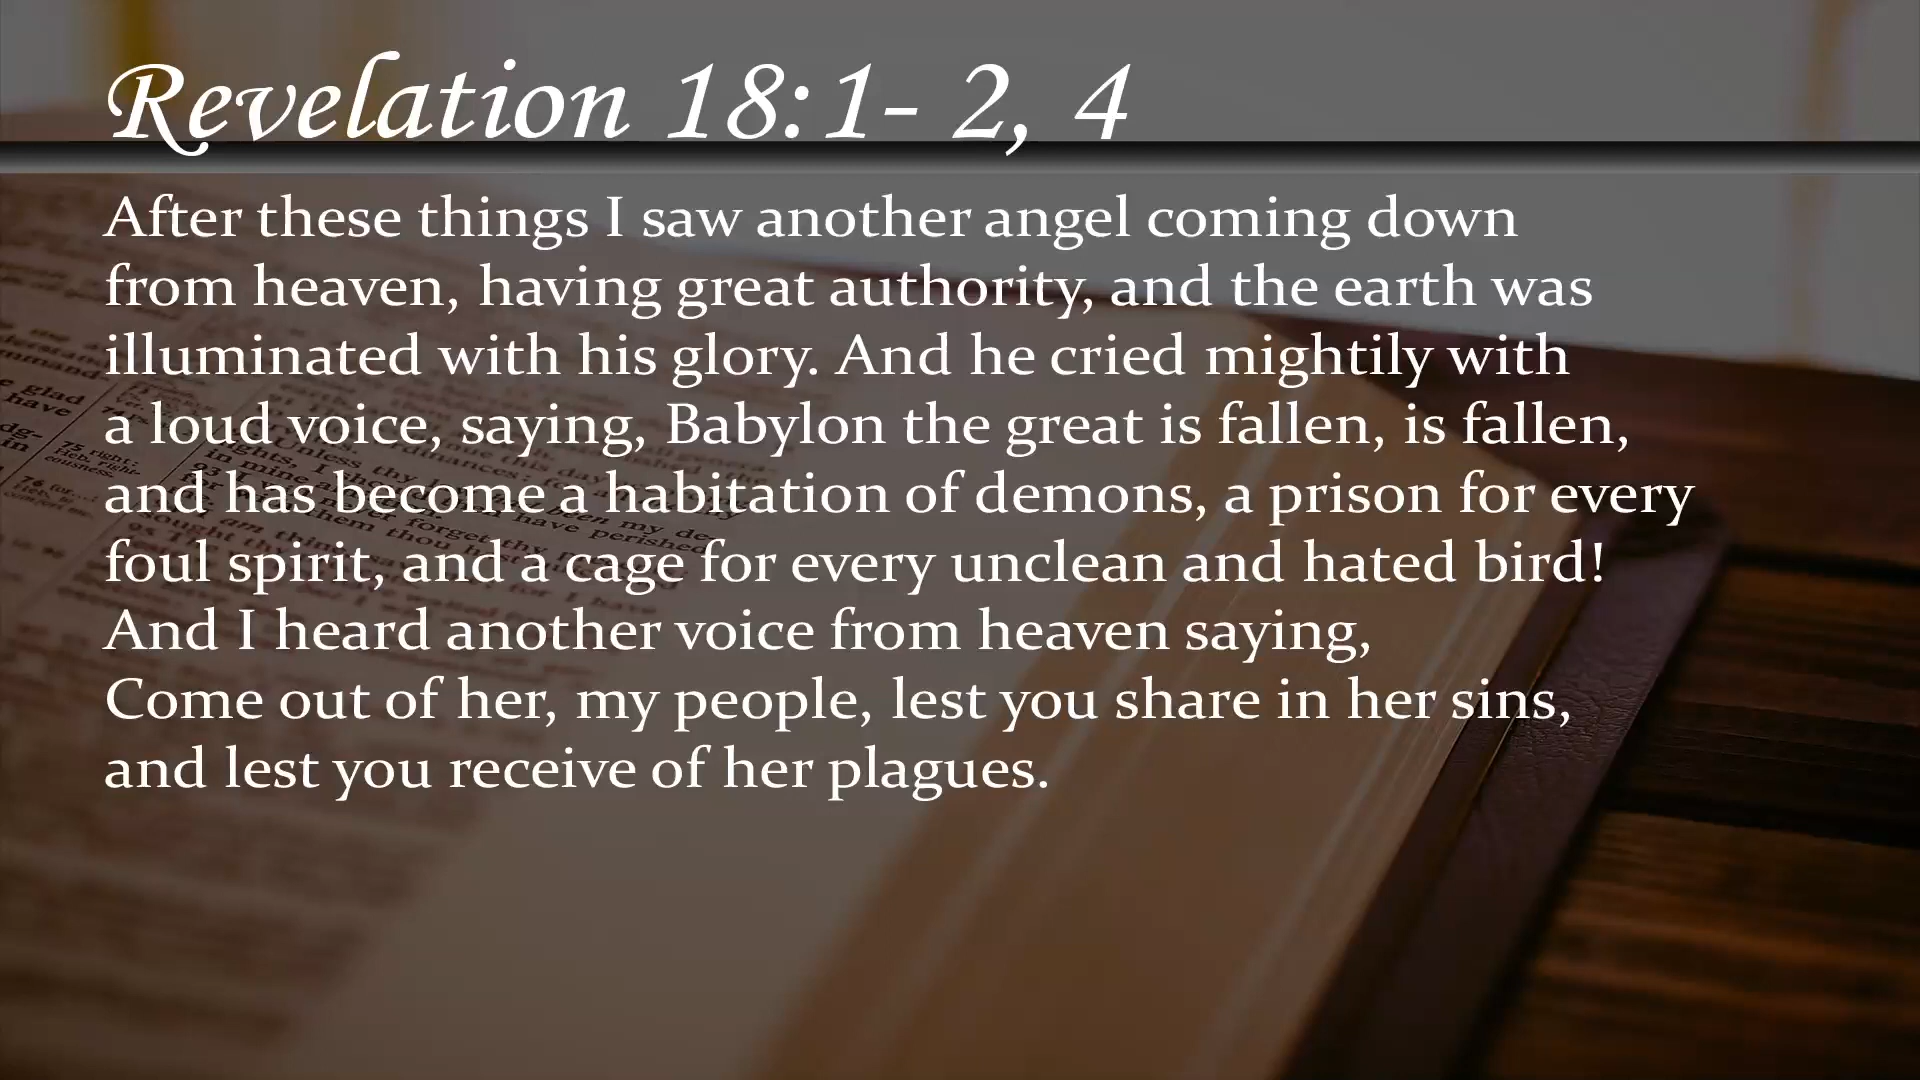 Revelation 18:1- 2, 4
After these things I saw another angel coming down
from heaven, having great authority, and the earth was
illuminated with his glory. And he cried mightily with
a loud voice, saying, Babylon the great is fallen, is fallen,
and has become a habitation of demons, a prison for every
foul spirit, and a cage for every unclean and hated bird!
And I heard another voice from heaven saying,
Come out of her, my people, lest you share in her sins,
and lest you receive of her plagues.